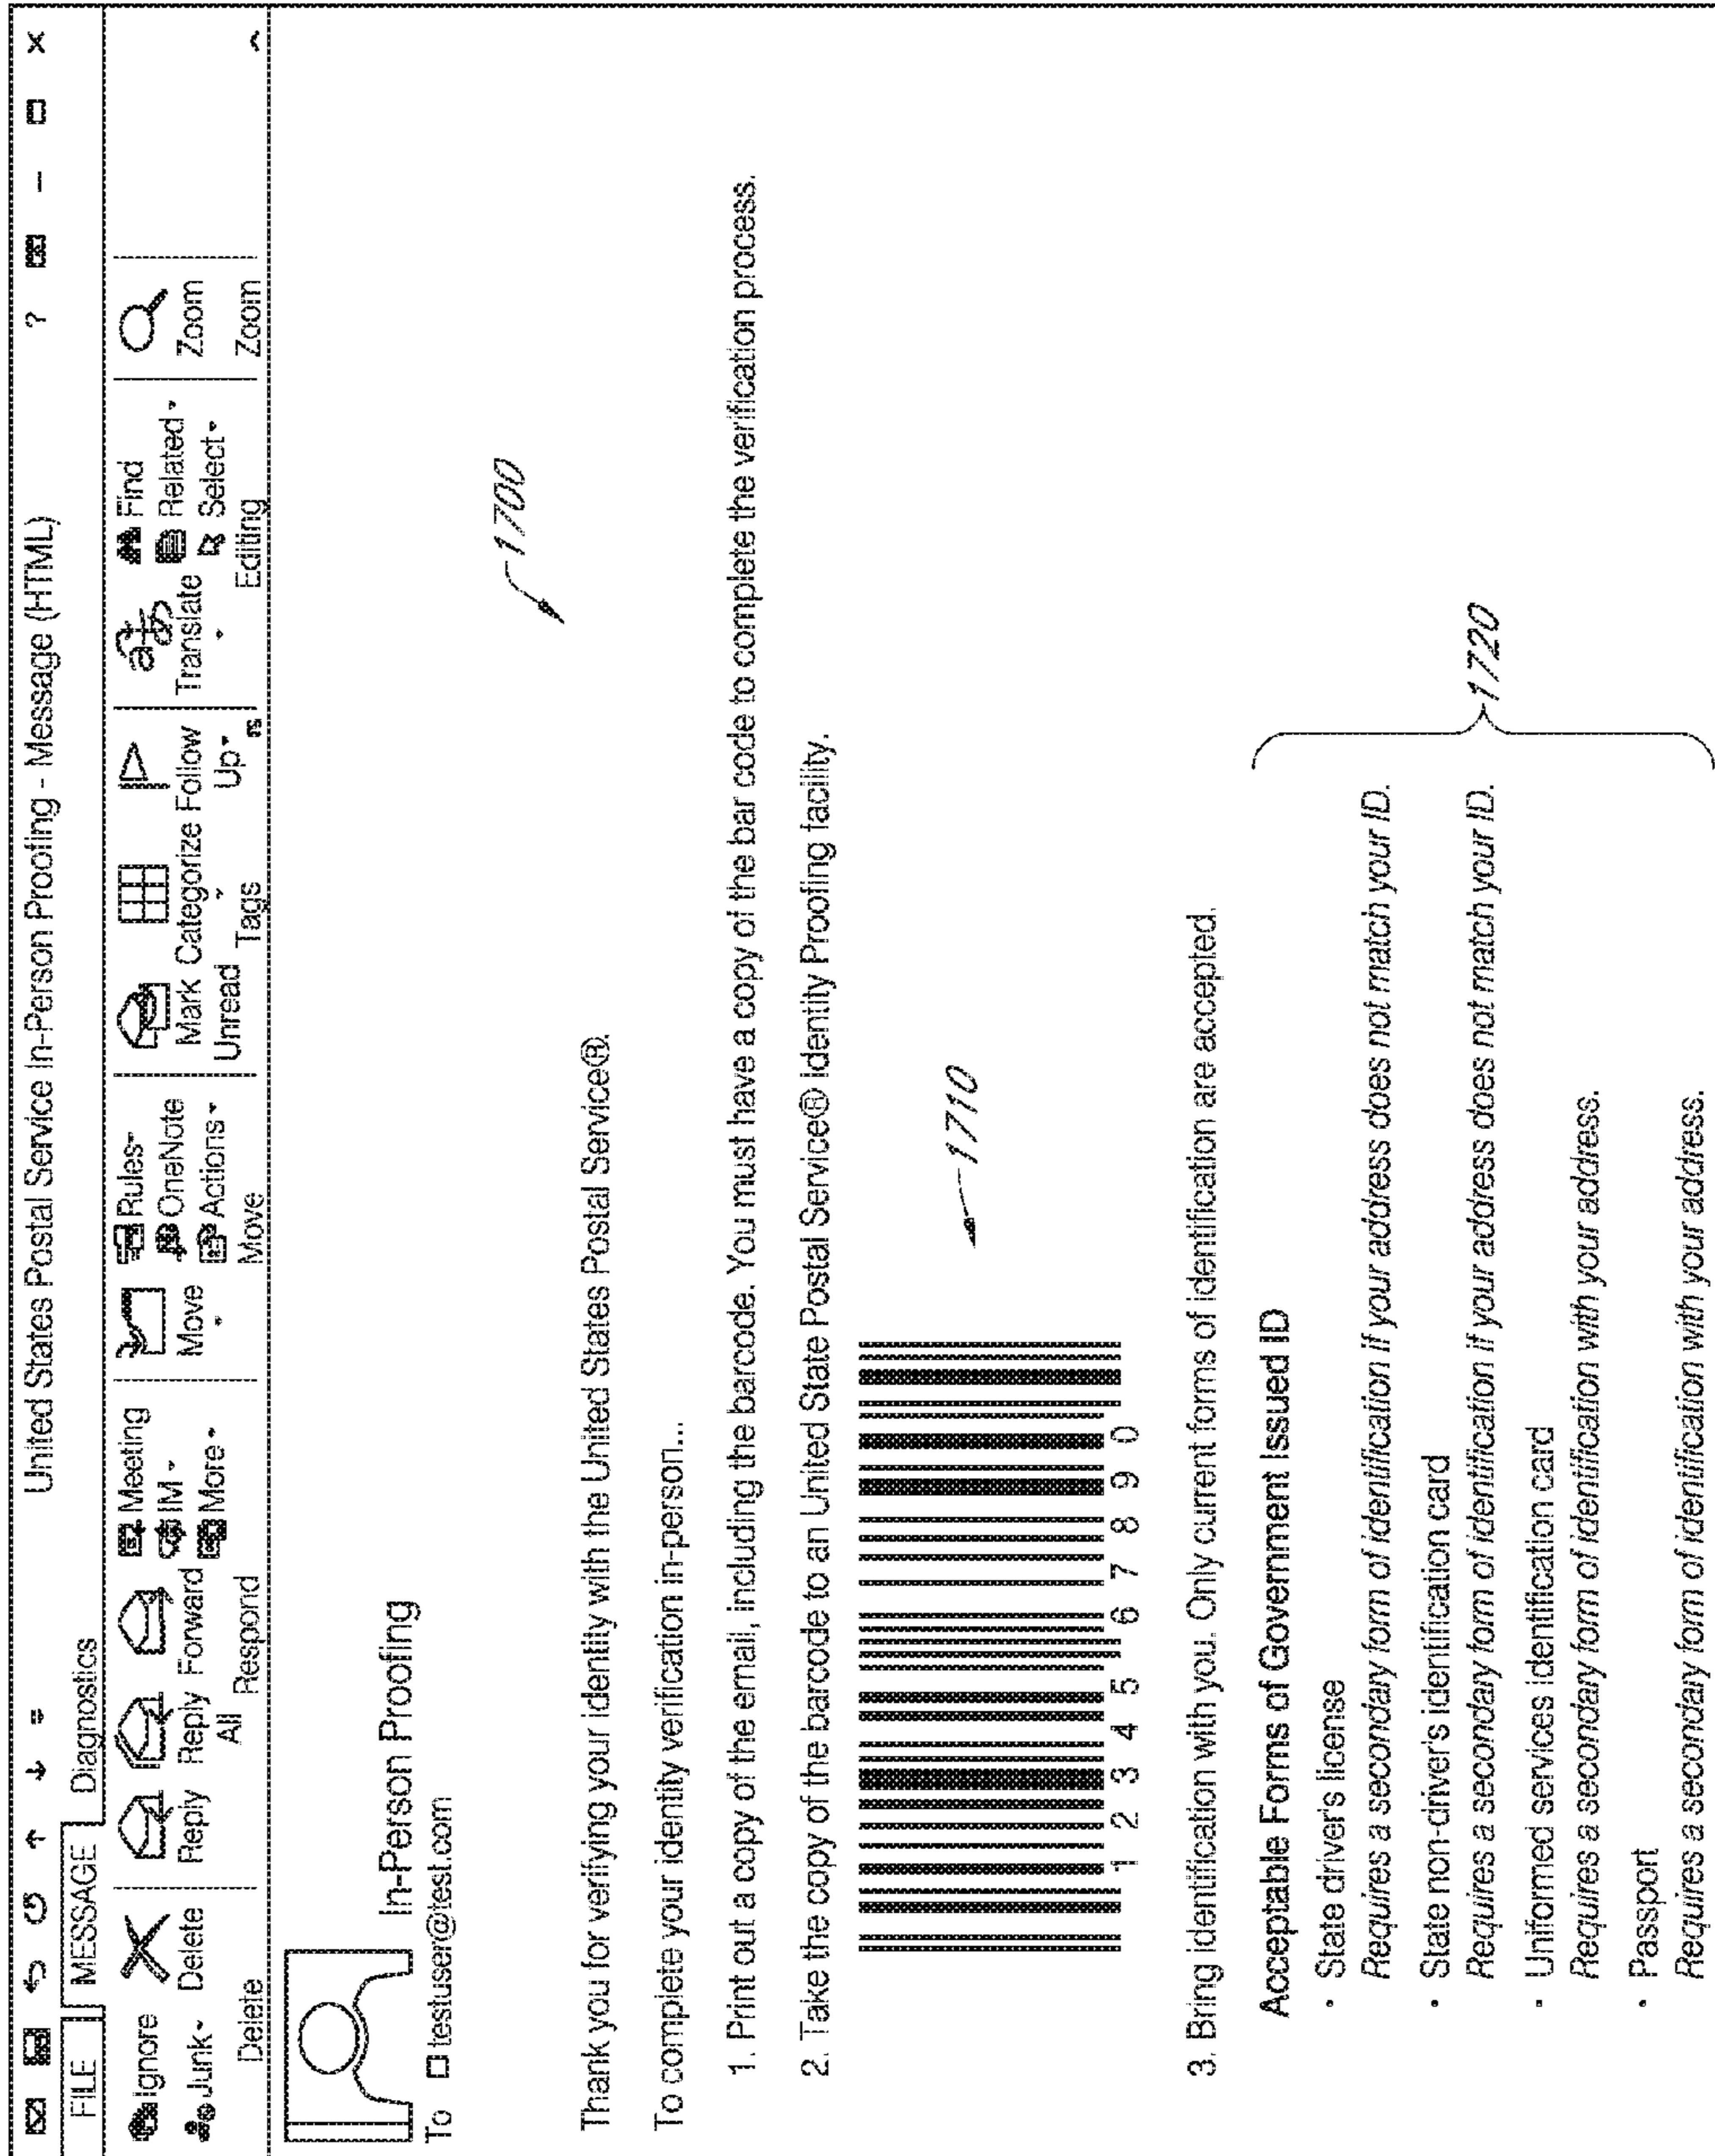 United States Postal Service In-Person Proofing - Message (HTML)
?
FILE MESSAGE Diagnostics
Ignore
Junk
Delete
Delete
Reply
Reply All
Forward
Meeting
IM
More
Respond
Move
Rules
OneNote
Actions
Move
Mark Unread
Categorize
Follow Up
Tags
Translate
Find
Related
Select
Editing
Zoom
Zoom
In-Person Proofing
To testuser@test.com
1700
Thank you for verifying your identity with the United States Postal Service®.
To complete your identity verification in-person...
1. Print out a copy of the email, including the barcode. You must have a copy of the bar code to complete the verification process.
2. Take the copy of the barcode to an United State Postal Service® Identity Proofing facility.
1 2 3 4 5 6 7 8 9 0
1710
3. Bring identification with you. Only current forms of identification are accepted.
Acceptable Forms of Government Issued ID
• State driver's license
Requires a secondary form of identification if your address does not match your ID.
• State non-driver's identification card
Requires a secondary form of identification if your address does not match your ID.
• Uniformed services identification card
Requires a secondary form of identification with your address.
• Passport
Requires a secondary form of identification with your address.
1720